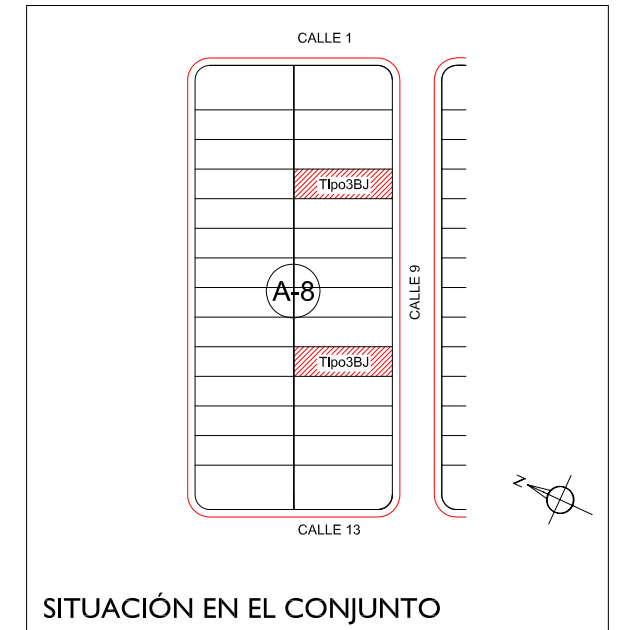 CALLE 1
TIpo3BJ
A-8
CALLE 9
TIpo3BJ
N
CALLE 13
SITUACIÓN EN EL CONJUNTO